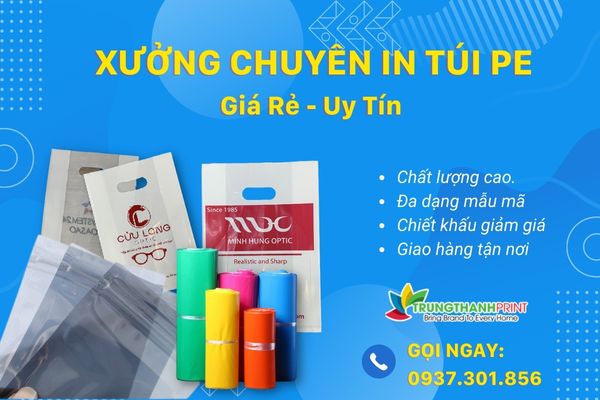 XƯỞNG CHUYÊN IN TÚI PE
Giá Rẻ - Uy Tín
Chất lượng cao.
Đa dạng mẫu mã
Chiết khấu giảm giá
Giao hàng tận nơi
CỬU LONG
OPTIC
Since 1985
MINH HUNG OPTIC
Realistic and Sharp
TRUNGTHANHPRINT
Bring Brand To Every Home
GỌI NGAY:
0937.301.856